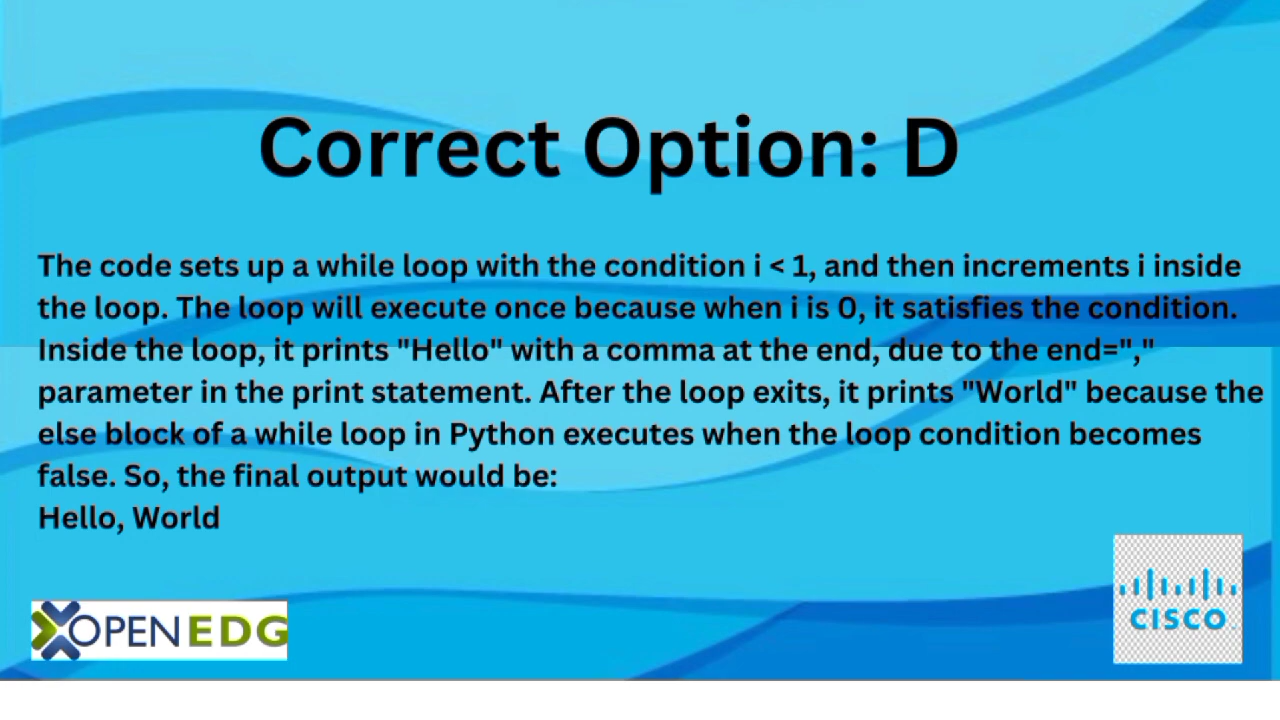 Correct Option: D
The code sets up a while loop with the condition i < 1, and then increments i inside
the loop. The loop will execute once because when i is 0, it satisfies the condition.
Inside the loop, it prints "Hello" with a comma at the end, due to the end=","
parameter in the print statement. After the loop exits, it prints "World" because the
else block of a while loop in Python executes when the loop condition becomes
false. So, the final output would be:
Hello, World
OPENEDG
CISCO